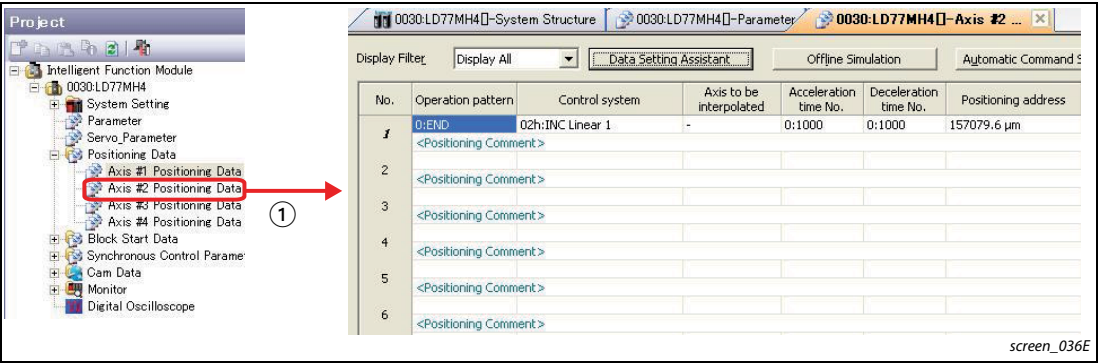 Project
Intelligent Function Module
0030:LD77MH4
System Setting
Parameter
Servo_Parameter
Positioning Data
Axis #1 Positioning Data
Axis #2 Positioning Data
Axis #3 Positioning Data
Axis #4 Positioning Data
Block Start Data
Synchronous Control Parame
Cam Data
Monitor
Digital Oscilloscope
①
0030:LD77MH4[]-System Structure
0030:LD77MH4[]-Parameter
0030:LD77MH4[]-Axis #2 ...
Display Filter
Display All
Data Setting Assistant
Offline Simulation
Automatic Command S
No.
Operation pattern
Control system
Axis to be
interpolated
Acceleration
time No.
Deceleration
time No.
Positioning address
1
0:END
02h:INC Linear 1
-
0:1000
0:1000
157079.6 µm
<Positioning Comment>
2
<Positioning Comment>
3
<Positioning Comment>
4
<Positioning Comment>
5
<Positioning Comment>
6
<Positioning Comment>
screen_036E